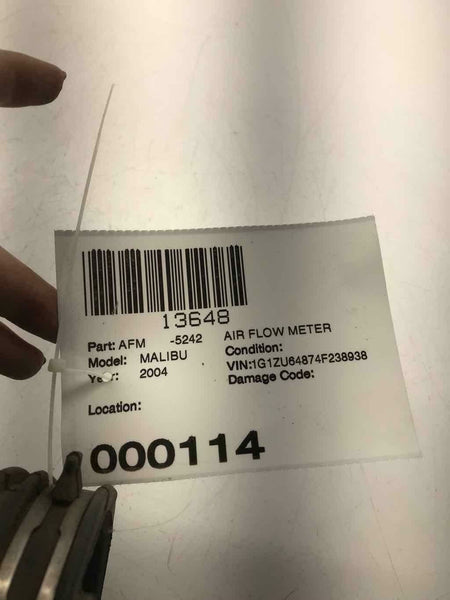 13648
Part: AFM -5242 AIR FLOW METER
Model: MALIBU Condition:
Year: 2004 VIN:1G1ZU64874F238938
Damage Code:
Location:
000114